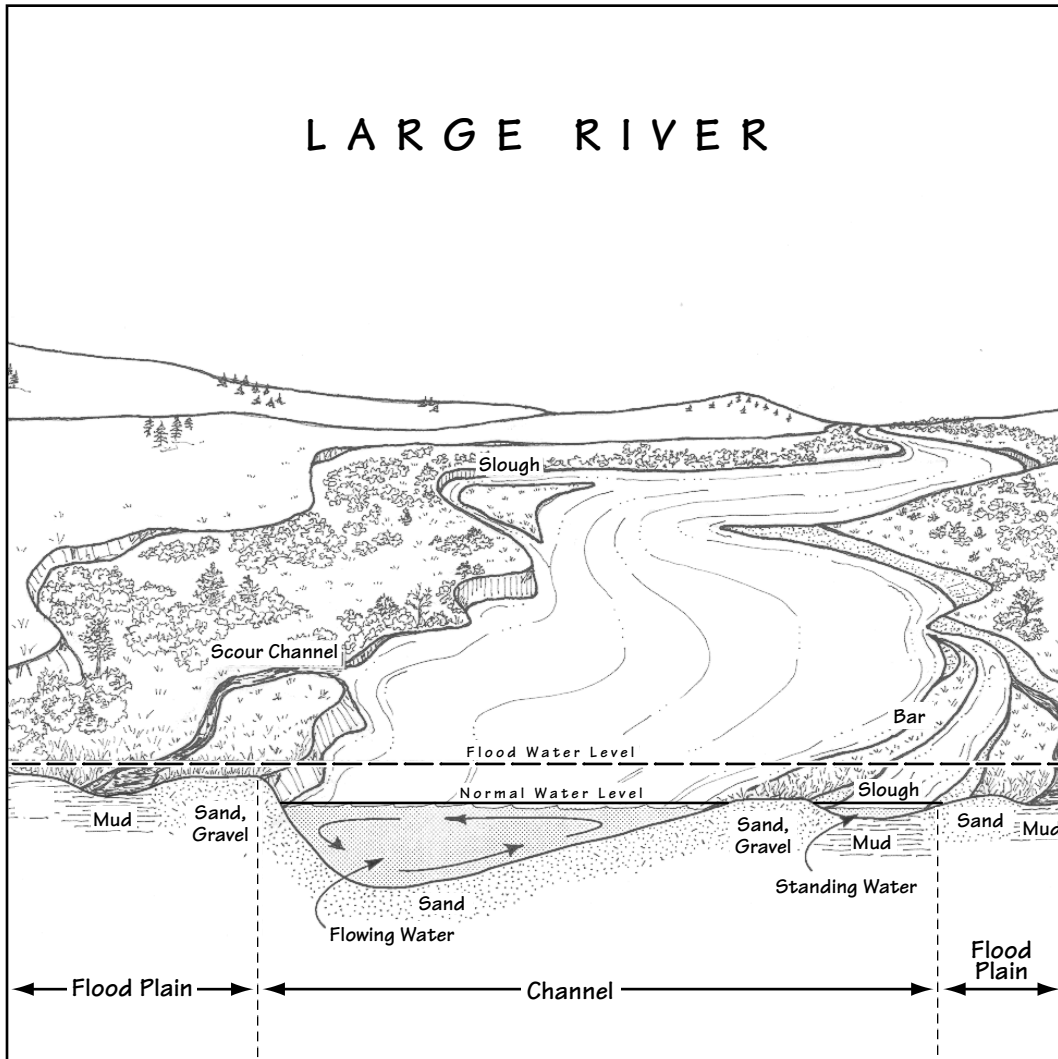 LARGE RIVER
Slough
Scour Channel
Bar
Flood Water Level
Normal Water Level
Slough
Mud
Sand,
Gravel
Sand,
Gravel
Mud
Sand
Mud
Standing Water
Sand
Flowing Water
Flood Plain
Channel
Flood
Plain